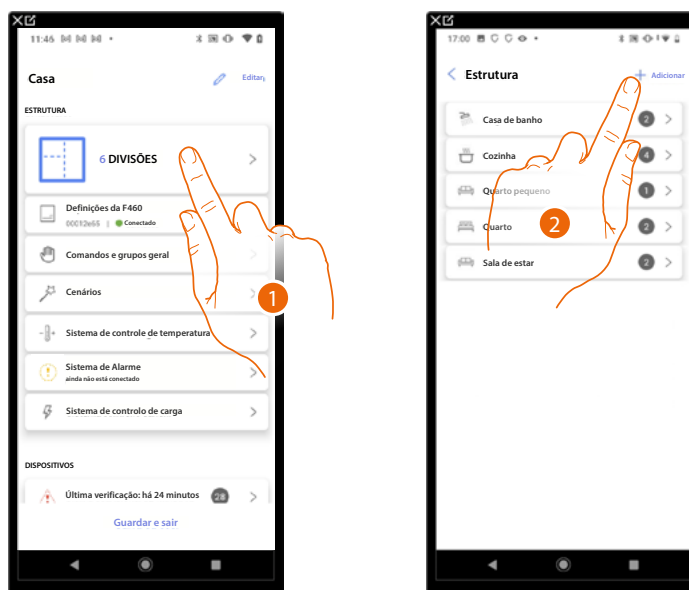 11:46
Casa
Editar
ESTRUTURA
6 DIVISÕES
Definições da F460
00C12e65 | Conectado
Comandos e grupos geral
Cenários
1
Sistema de controle de temperatura
Sistema de Alarme
ainda não está conectado
Sistema de controlo de carga
DISPOSITIVOS
Última verificação: há 24 minutos 28
Guardar e sair
17:00
Estrutura
Adicionar
Casa de banho 2
Cozinha 4
Quarto pequeno 1
Quarto 2
2
Sala de estar 2